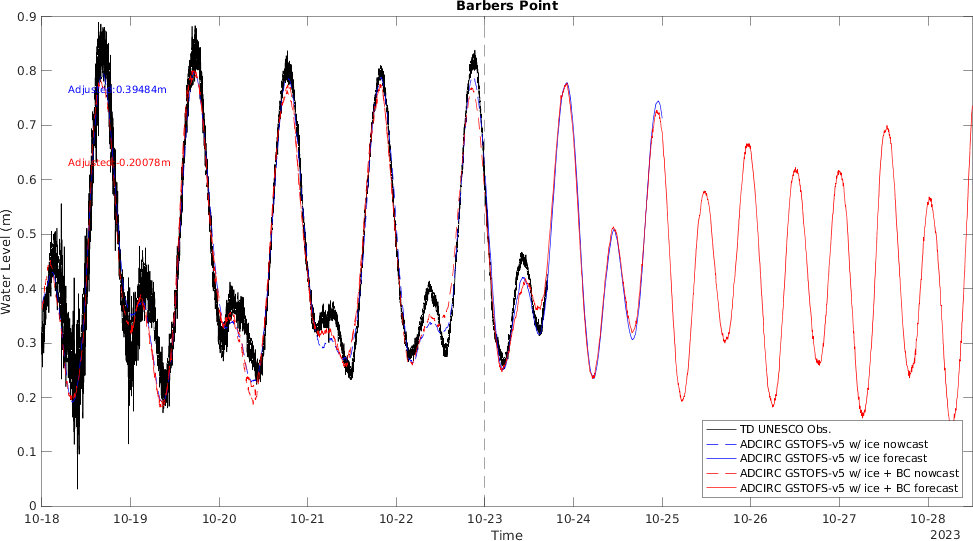 Barbers Point
0.9
0.8
0.7
0.6
0.5
0.4
0.3
0.2
0.1
0
Water Level (m)
Adjusted:0.39484m
Adjusted:-0.20078m
TD UNESCO Obs.
ADCIRC GSTOFS-v5 w/ ice nowcast
ADCIRC GSTOFS-v5 w/ ice forecast
ADCIRC GSTOFS-v5 w/ ice + BC nowcast
ADCIRC GSTOFS-v5 w/ ice + BC forecast
10-18 10-19 10-20 10-21 10-22 10-23 10-24 10-25 10-26 10-27 10-28
2023
Time